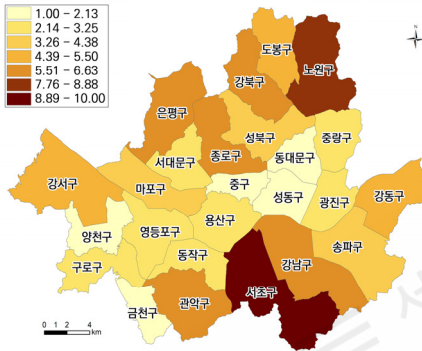 1.00 - 2.13
2.14 - 3.25
3.26 - 4.38
4.39 - 5.50
5.51 - 6.63
7.76 - 8.88
8.89 - 10.00
N
도봉구
노원구
강북구
은평구
성북구
중랑구
종로구
서대문구
동대문구
강서구
마포구
중구
성동구
광진구
강동구
양천구
영등포구
용산구
송파구
구로구
동작구
강남구
서초구
금천구
관악구
0 1 2 4
km